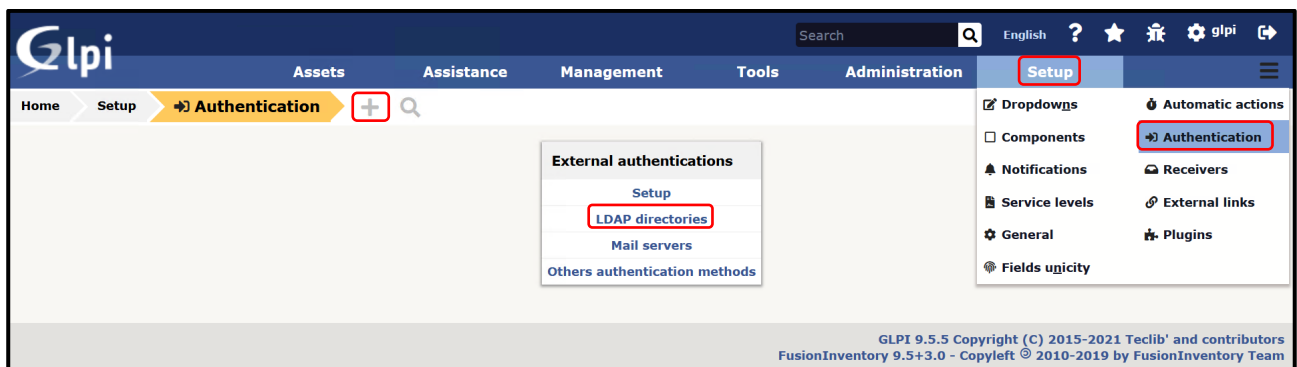 Glpi
Search English ? glpi
Assets Assistance Management Tools Administration Setup
Home Setup Authentication
Dropdowns Automatic actions
Components Authentication
Notifications Receivers
Service levels External links
General Plugins
Fields unicity
External authentications
Setup
LDAP directories
Mail servers
Others authentication methods
GLPI 9.5.5 Copyright (C) 2015-2021 Teclib' and contributors
FusionInventory 9.5+3.0 - Copyleft 🄯 2010-2019 by FusionInventory Team